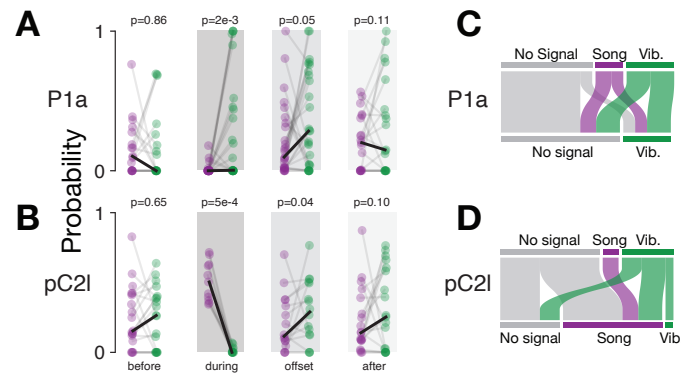 A
p=0.86 p=2e-3 p=0.05 p=0.11
1
P1a
0
Probability
B
p=0.65 p=5e-4 p=0.04 p=0.10
1
pC2l
0
before during offset after
C
No Signal Song Vib.
P1a
No signal Vib.
D
No signal Song Vib.
pC2l
No signal Song Vib